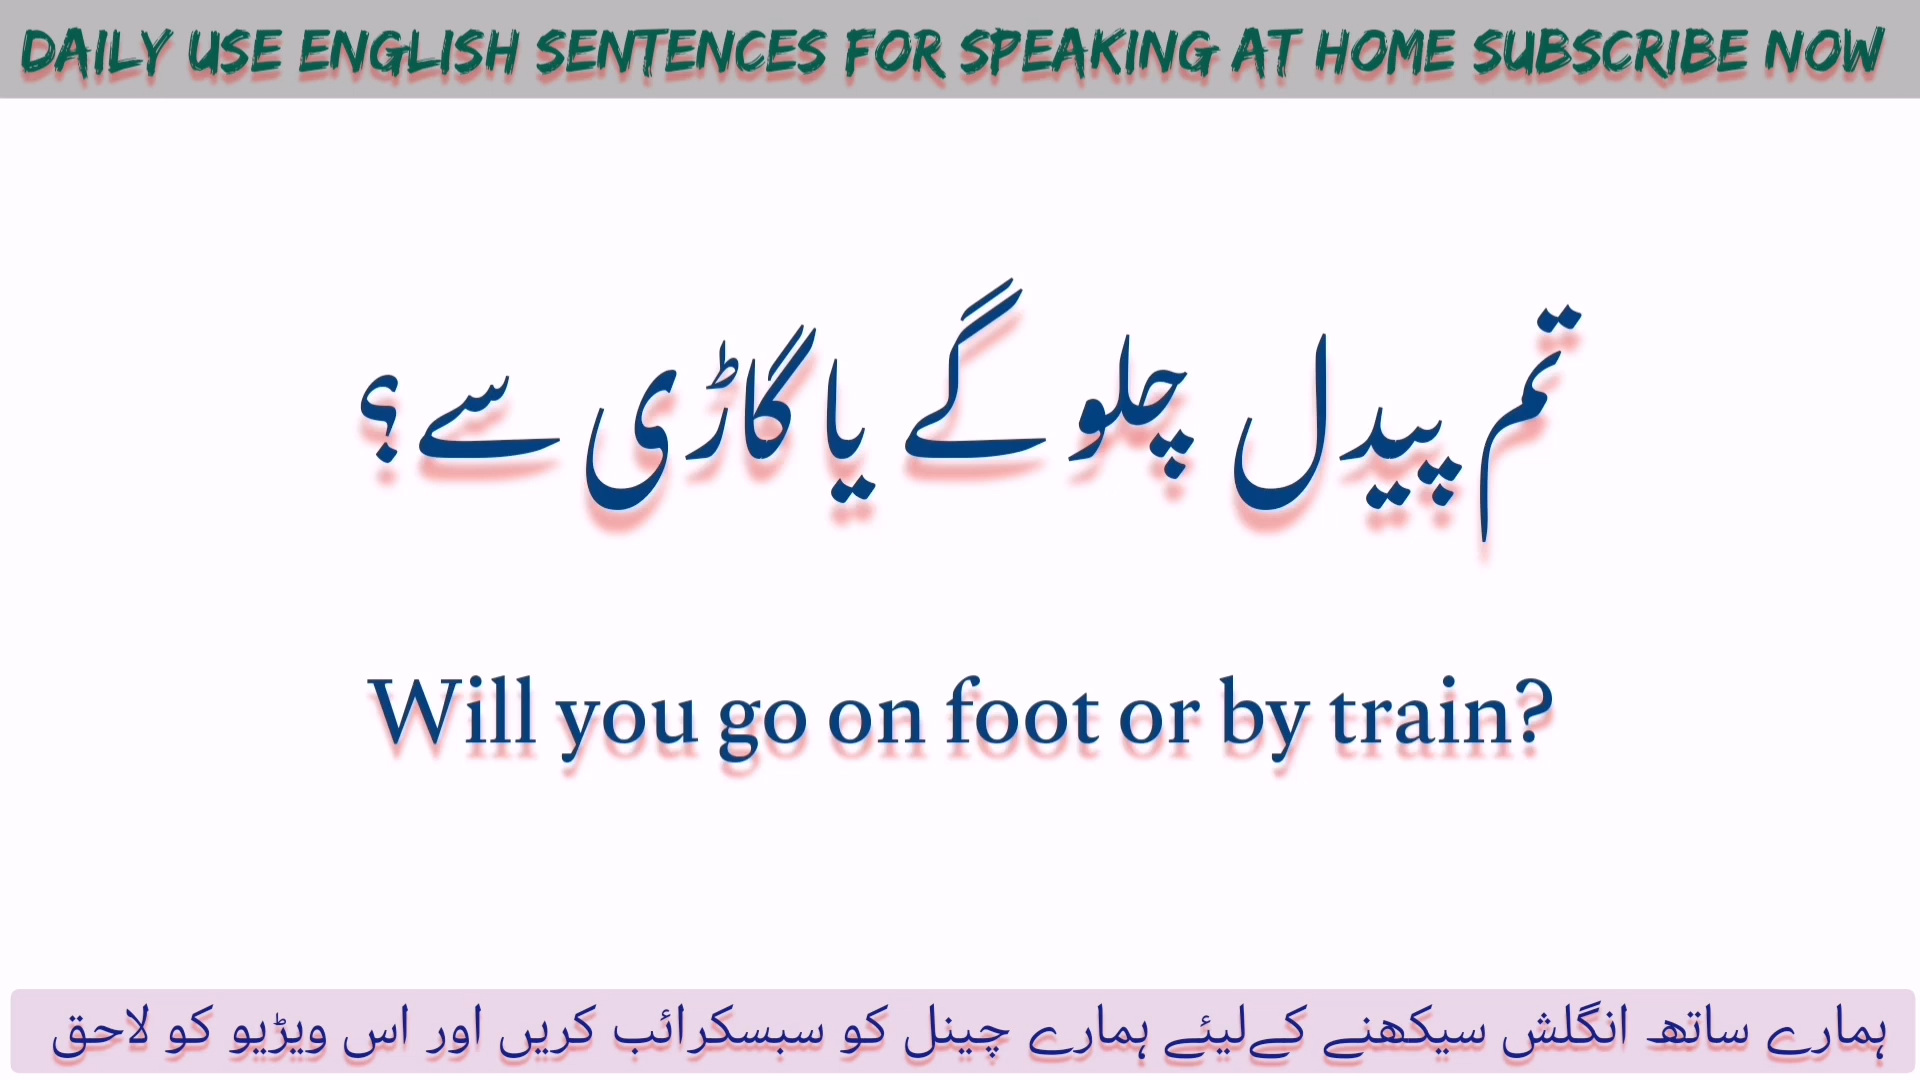 DAILY USE ENGLISH SENTENCES FOR SPEAKING AT HOME SUBSCRIBE NOW
تم پیدل چلو گے یا گاڑی سے؟
Will you go on foot or by train?
ہمارے ساتھ انگلش سیکھنے کےلیئے ہمارے چینل کو سبسکرائب کریں اور اس ویڑیو کو لاحق